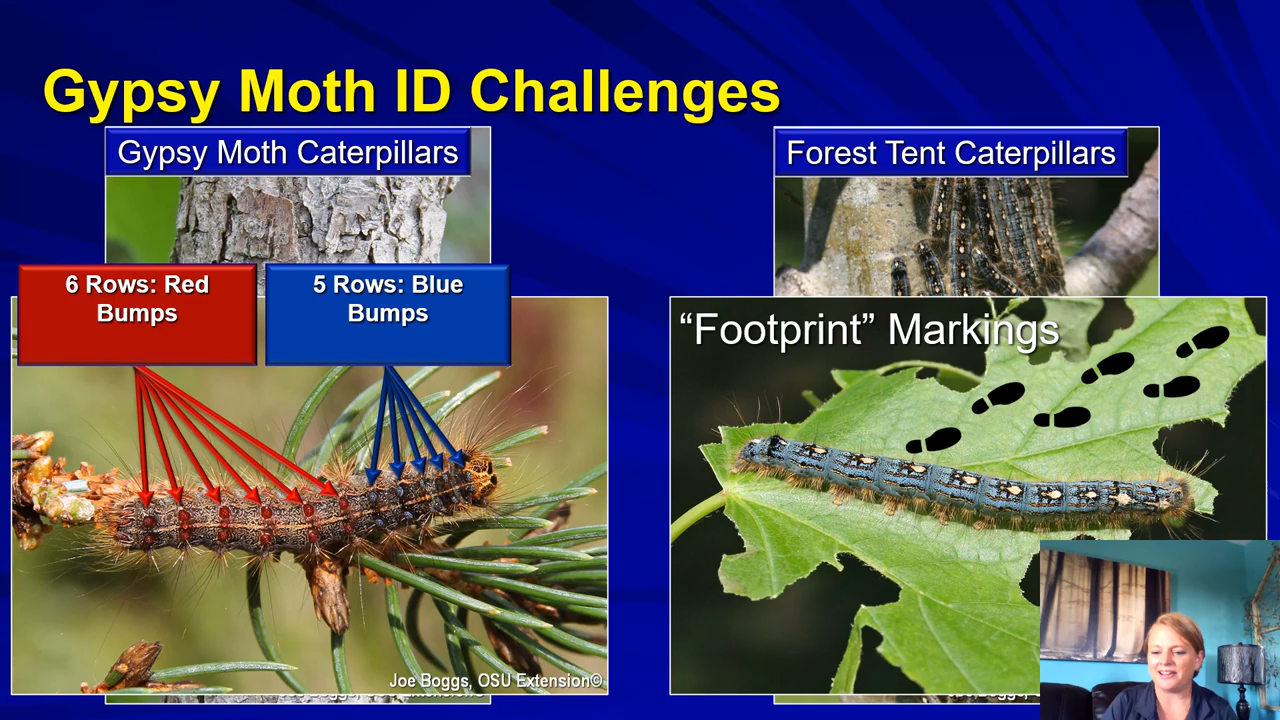 Gypsy Moth ID Challenges
Gypsy Moth Caterpillars
Forest Tent Caterpillars
6 Rows: Red
Bumps
5 Rows: Blue
Bumps
“Footprint” Markings
Joe Boggs, OSU Extension©